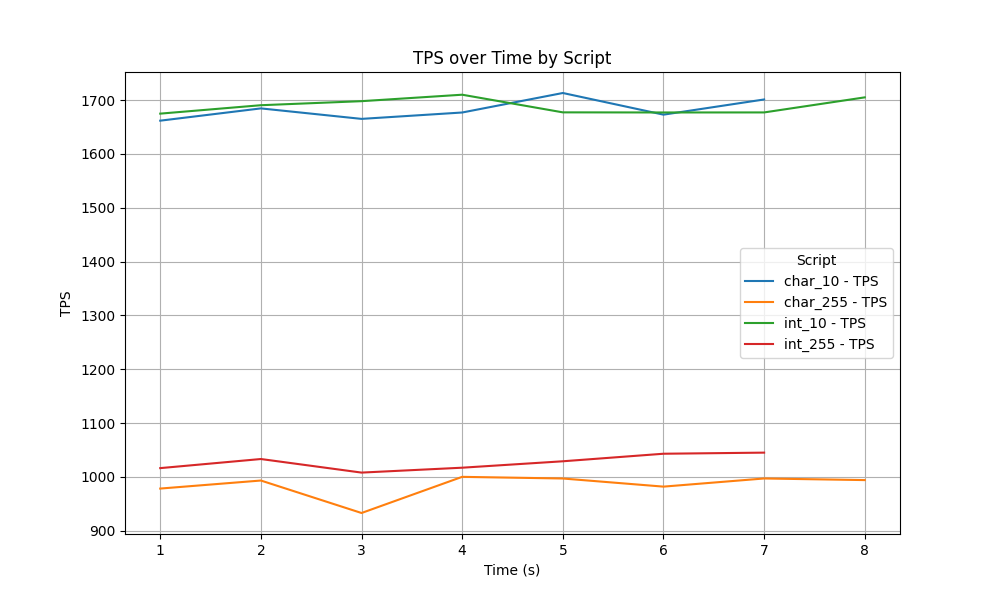 TPS over Time by Script
TPS
1700
1600
1500
1400
1300
1200
1100
1000
900
Script
char_10 - TPS
char_255 - TPS
int_10 - TPS
int_255 - TPS
1 2 3 4 5 6 7 8
Time (s)